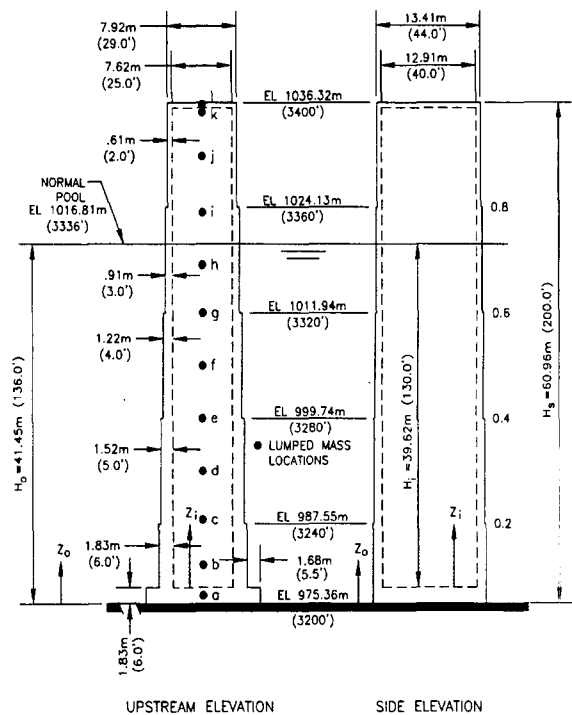 7.92m
(29.0')
7.62m
(25.0')
13.41m
(44.0')
12.91m
(40.0')
EL 1036.32m
(3400')
k
.61m
(2.0')
j
NORMAL
POOL
EL 1016.81m
(3336')
i
EL 1024.13m
(3360')
0.8
h
.91m
(3.0')
EL 1011.94m
(3320')
g
0.6
1.22m
(4.0')
f
H₀=41.45m (136.0')
Hᵢ=39.62m (130.0')
Hₛ=60.96m (200.0')
EL 999.74m
(3280')
e
0.4
LUMPED MASS
LOCATIONS
1.52m
(5.0')
d
Zᵢ
c
EL 987.55m
(3240')
Zᵢ
0.2
1.83m
(6.0')
Z₀
b
1.68m
(5.5')
Z₀
a
EL 975.36m
(3200')
1.83m
(6.0')
UPSTREAM ELEVATION
SIDE ELEVATION